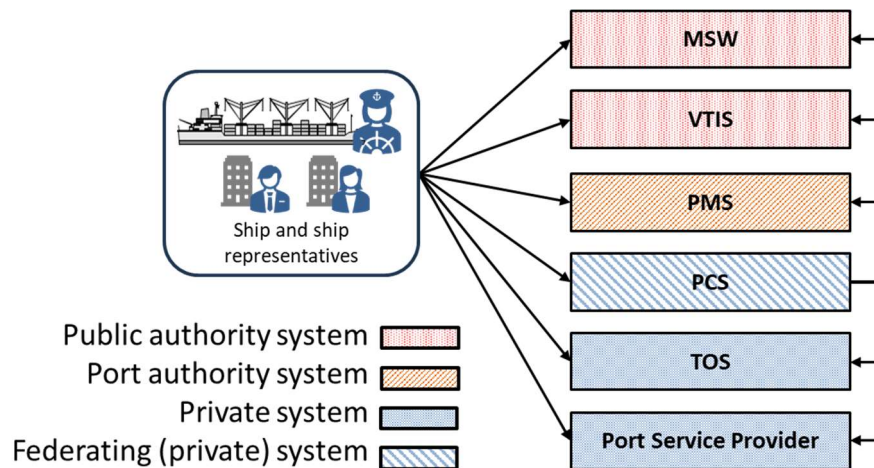 MSW
VTIS
PMS
PCS
TOS
Port Service Provider
Ship and ship
representatives
Public authority system
Port authority system
Private system
Federating (private) system